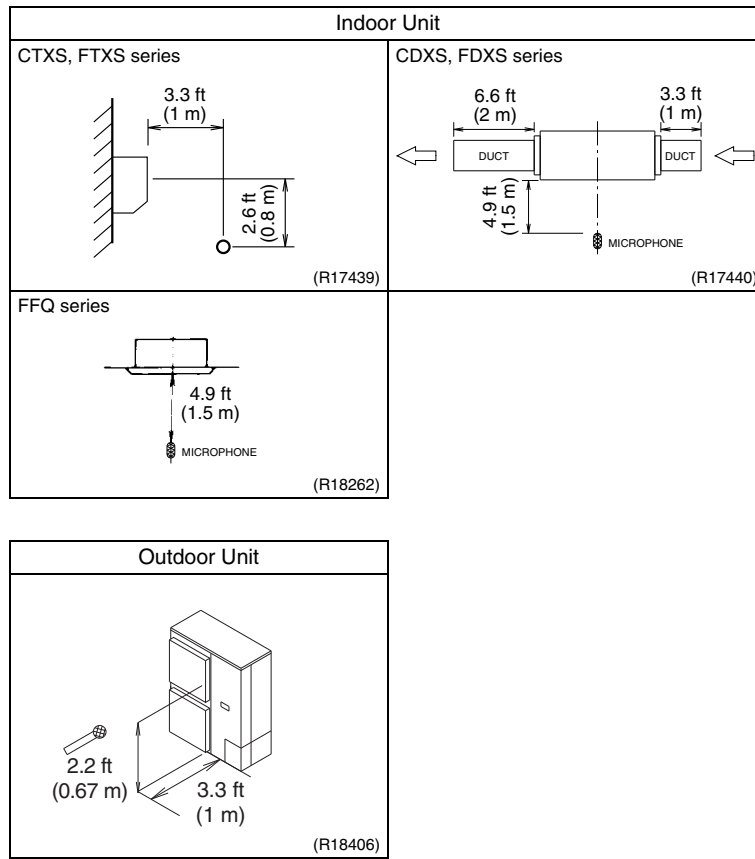 Indoor Unit
CTXS, FTXS series
3.3 ft
(1 m)
2.6 ft
(0.8 m)
(R17439)
CDXS, FDXS series
6.6 ft
(2 m)
3.3 ft
(1 m)
DUCT
DUCT
4.9 ft
(1.5 m)
MICROPHONE
(R17440)
FFQ series
4.9 ft
(1.5 m)
MICROPHONE
(R18262)
Outdoor Unit
2.2 ft
(0.67 m)
3.3 ft
(1 m)
(R18406)